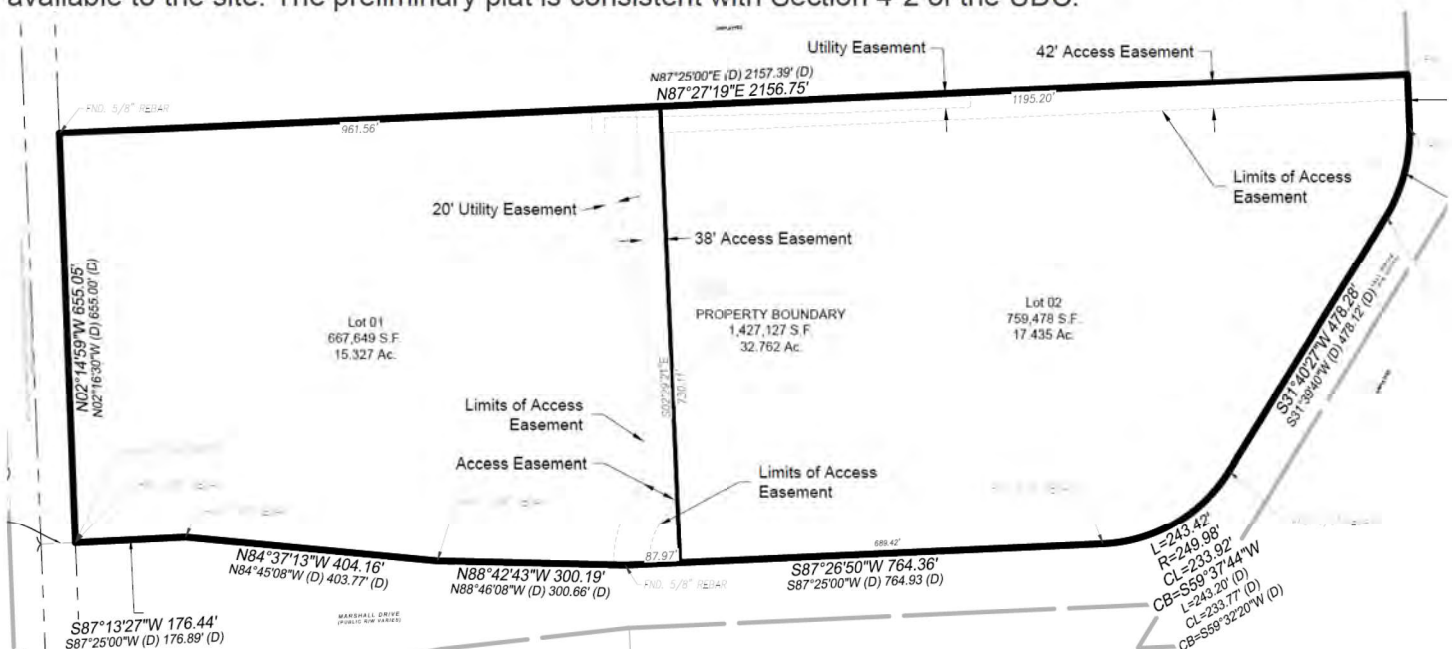 available to the site. The preliminary plat is consistent with Section 4-2 of the UDC.
Utility Easement
42' Access Easement
N87°25'00"E (D) 2157.39' (D)
N87°27'19"E 2156.75'
FND. 5/8" REBAR
961.56'
1195.20'
Limits of Access
Easement
20' Utility Easement
38' Access Easement
N02°14'59"W 655.05'
N02°16'30"W (D) 655.00' (D)
Lot 01
667,649 S.F.
15.327 Ac.
PROPERTY BOUNDARY
1,427,127 S.F.
32.762 Ac.
Lot 02
759,478 S.F.
17.435 Ac.
S02°29'21"E
730.11'
S31°40'27"W 478.28'
S31°39'40"W (D) 478.12' (D)
Limits of Access
Easement
Access Easement
Limits of Access
Easement
87.97'
689.42'
N84°37'13"W 404.16'
N84°45'08"W (D) 403.77' (D)
N88°42'43"W 300.19'
N88°46'08"W (D) 300.66' (D)
FND. 5/8" REBAR
S87°26'50"W 764.36'
S87°25'00"W (D) 764.93 (D)
L=243.42'
R=249.98'
CL=233.92'
CB=S59°37'44"W
L=243.20' (D)
CL=233.77' (D)
CB=S59°32'20"W (D)
S87°13'27"W 176.44'
S87°25'00"W (D) 176.89' (D)
MARSHALL DRIVE
(PUBLIC R/W VARIES)